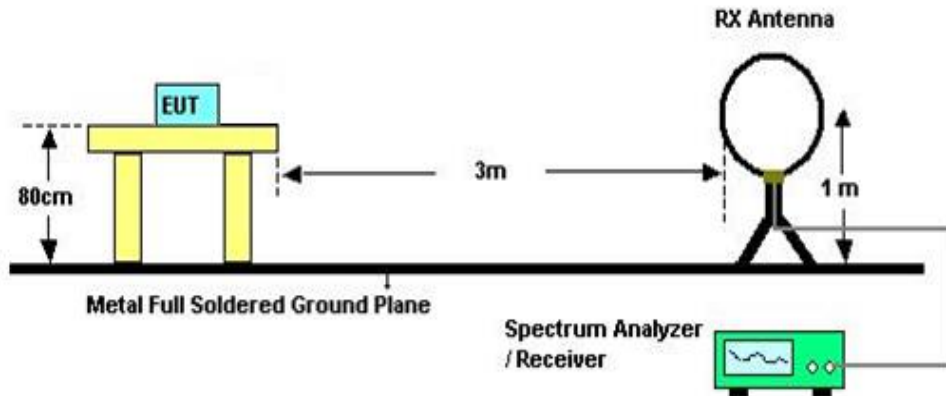 RX Antenna
EUT
80cm
3m
1 m
Metal Full Soldered Ground Plane
Spectrum Analyzer
/ Receiver